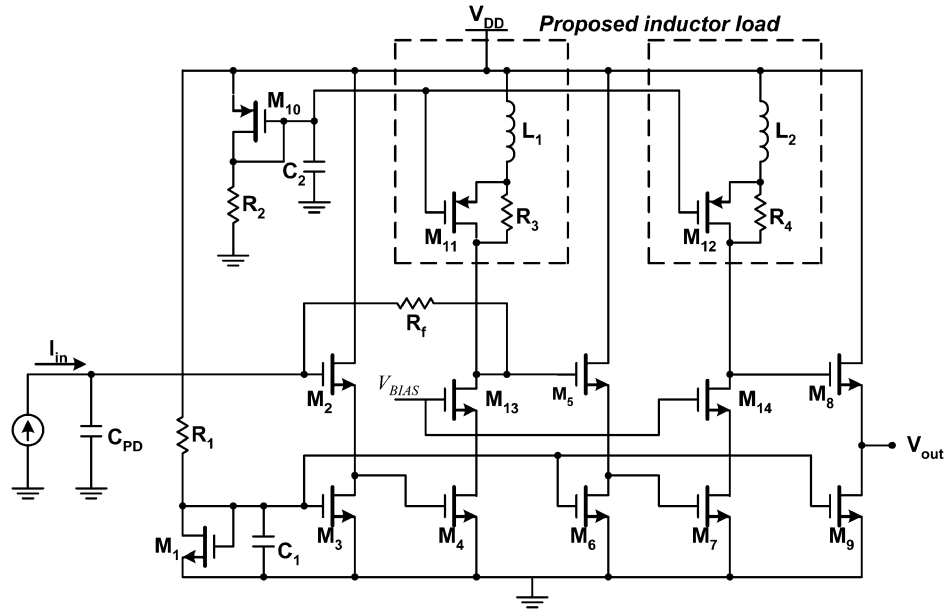 V_DD
Proposed inductor load
M_10
C_2
R_2
L_1
R_3
M_11
L_2
R_4
M_12
R_f
I_in
C_PD
R_1
M_2
V_BIAS
M_13
M_5
M_14
M_8
V_out
M_1
C_1
M_3
M_4
M_6
M_7
M_9